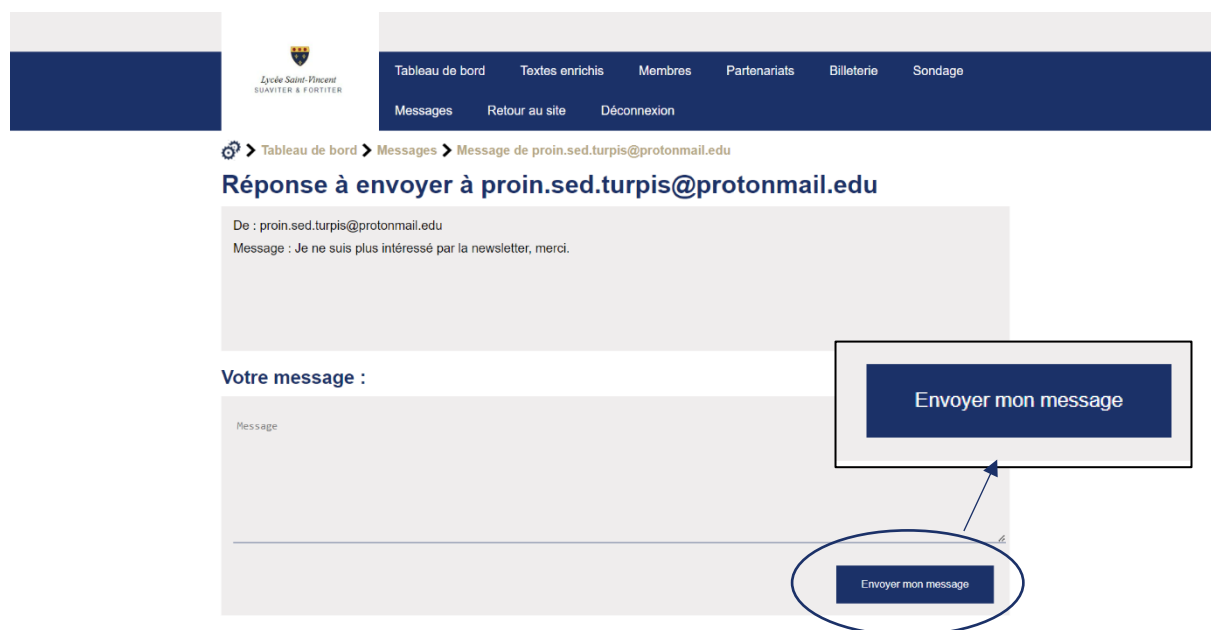 Lycée Saint-Vincent
SUAVITER & FORTITER
Tableau de bord Textes enrichis Membres Partenariats Billeterie Sondage
Messages Retour au site Déconnexion
Tableau de bord Messages Message de proin.sed.turpis@protonmail.edu
Réponse à envoyer à proin.sed.turpis@protonmail.edu
De : proin.sed.turpis@protonmail.edu
Message : Je ne suis plus intéressé par la newsletter, merci.
Votre message :
Envoyer mon message
Message
Envoyer mon message